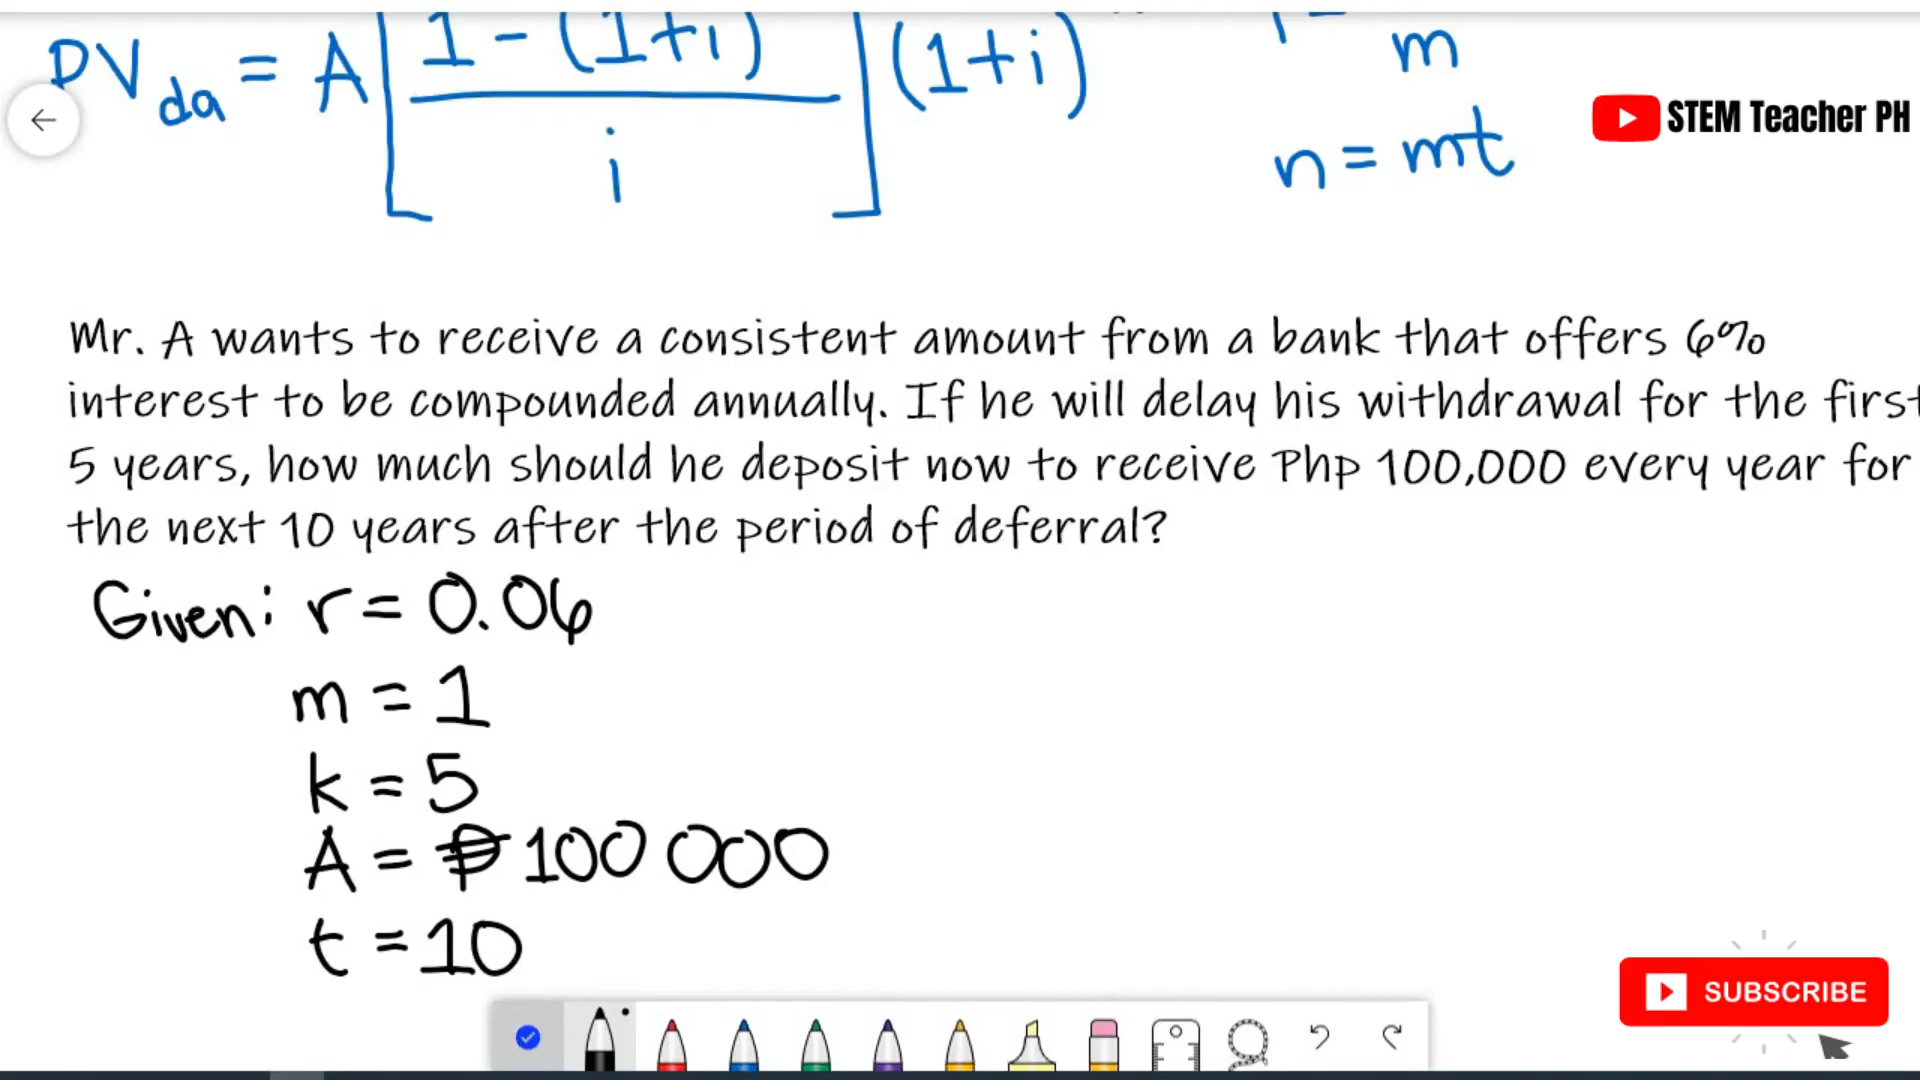 PV da = A [ 1 - (1+i) / i ] (1+i)
m
n = mt
STEM Teacher PH
Mr. A wants to receive a consistent amount from a bank that offers 6%
interest to be compounded annually. If he will delay his withdrawal for the first
5 years, how much should he deposit now to receive Php 100,000 every year for
the next 10 years after the period of deferral?
Given: r = 0.06
m = 1
k = 5
A = ₱100 000
t = 10
SUBSCRIBE